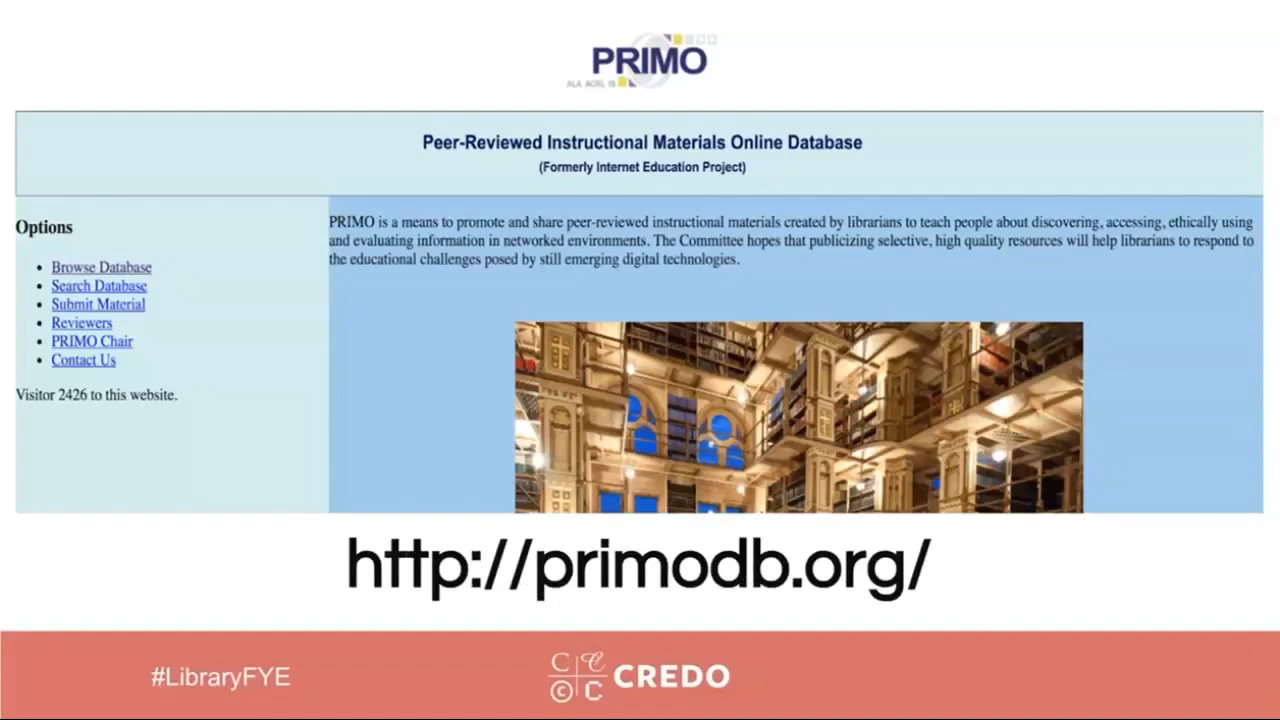 PRIMO
ALA ACRL IS
Peer-Reviewed Instructional Materials Online Database
(Formerly Internet Education Project)
Options
Browse Database
Search Database
Submit Material
Reviewers
PRIMO Chair
Contact Us
Visitor 2426 to this website.
PRIMO is a means to promote and share peer-reviewed instructional materials created by librarians to teach people about discovering, accessing, ethically using
and evaluating information in networked environments. The Committee hopes that publicizing selective, high quality resources will help librarians to respond to
the educational challenges posed by still emerging digital technologies.
http://primodb.org/
#LibraryFYE
CREDO